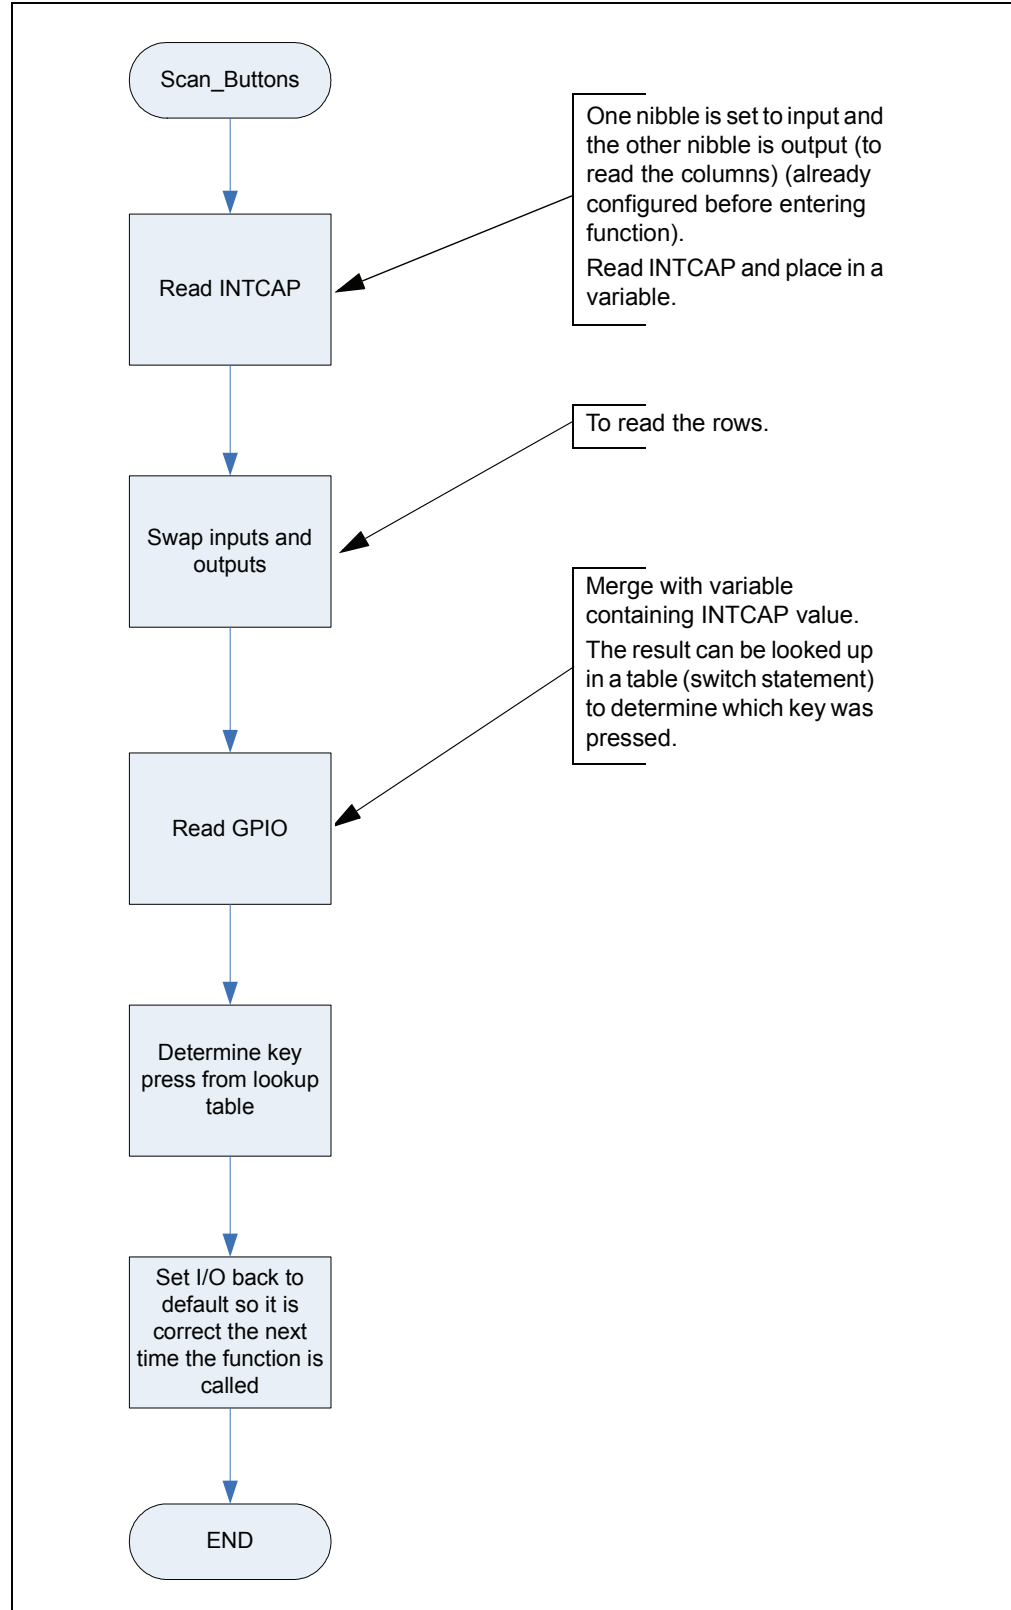 Scan_Buttons
One nibble is set to input and
the other nibble is output (to
read the columns) (already
configured before entering
function).
Read INTCAP and place in a
variable.
Read INTCAP
To read the rows.
Swap inputs and
outputs
Merge with variable
containing INTCAP value.
The result can be looked up
in a table (switch statement)
to determine which key was
pressed.
Read GPIO
Determine key
press from lookup
table
Set I/O back to
default so it is
correct the next
time the function is
called
END